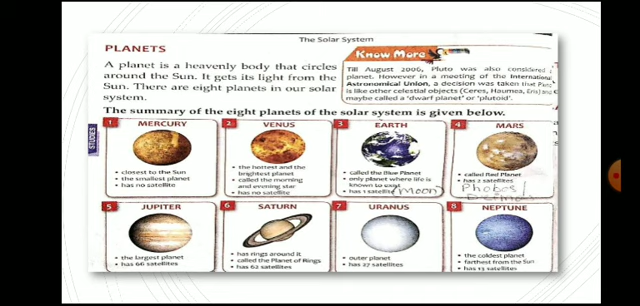 The Solar System
PLANETS
A planet is a heavenly body that circles
around the Sun. It gets its light from the
Sun. There are eight planets in our solar
system.
Know More
Till August 2006, Pluto was also considered a
planet. However in a meeting of the International
Astronomical Union, a decision was taken that Pluto
is like other celestial objects (Ceres, Haumea, Eris) and
maybe called a 'dwarf planet' or 'plutoid'.
The summary of the eight planets of the solar system is given below.
STUDIES
1 MERCURY
• closest to the Sun
• the smallest planet
• has no satellite
2 VENUS
• the hottest and the
brightest planet
• called the morning
and evening star
• has no satellite
3 EARTH
• called the Blue Planet
• only planet where life is
known to exist
• has 1 satellite (moon)
4 MARS
• called Red Planet
• has 2 satellites
Phobos/
5 JUPITER
• the largest planet
• has 66 satellites
6 SATURN
• has rings around it
• called the Planet of Rings
• has 62 satellites
7 URANUS
• outer planet
• has 27 satellites
8 NEPTUNE
• the coldest planet
• farthest from the Sun
• has 13 satellites